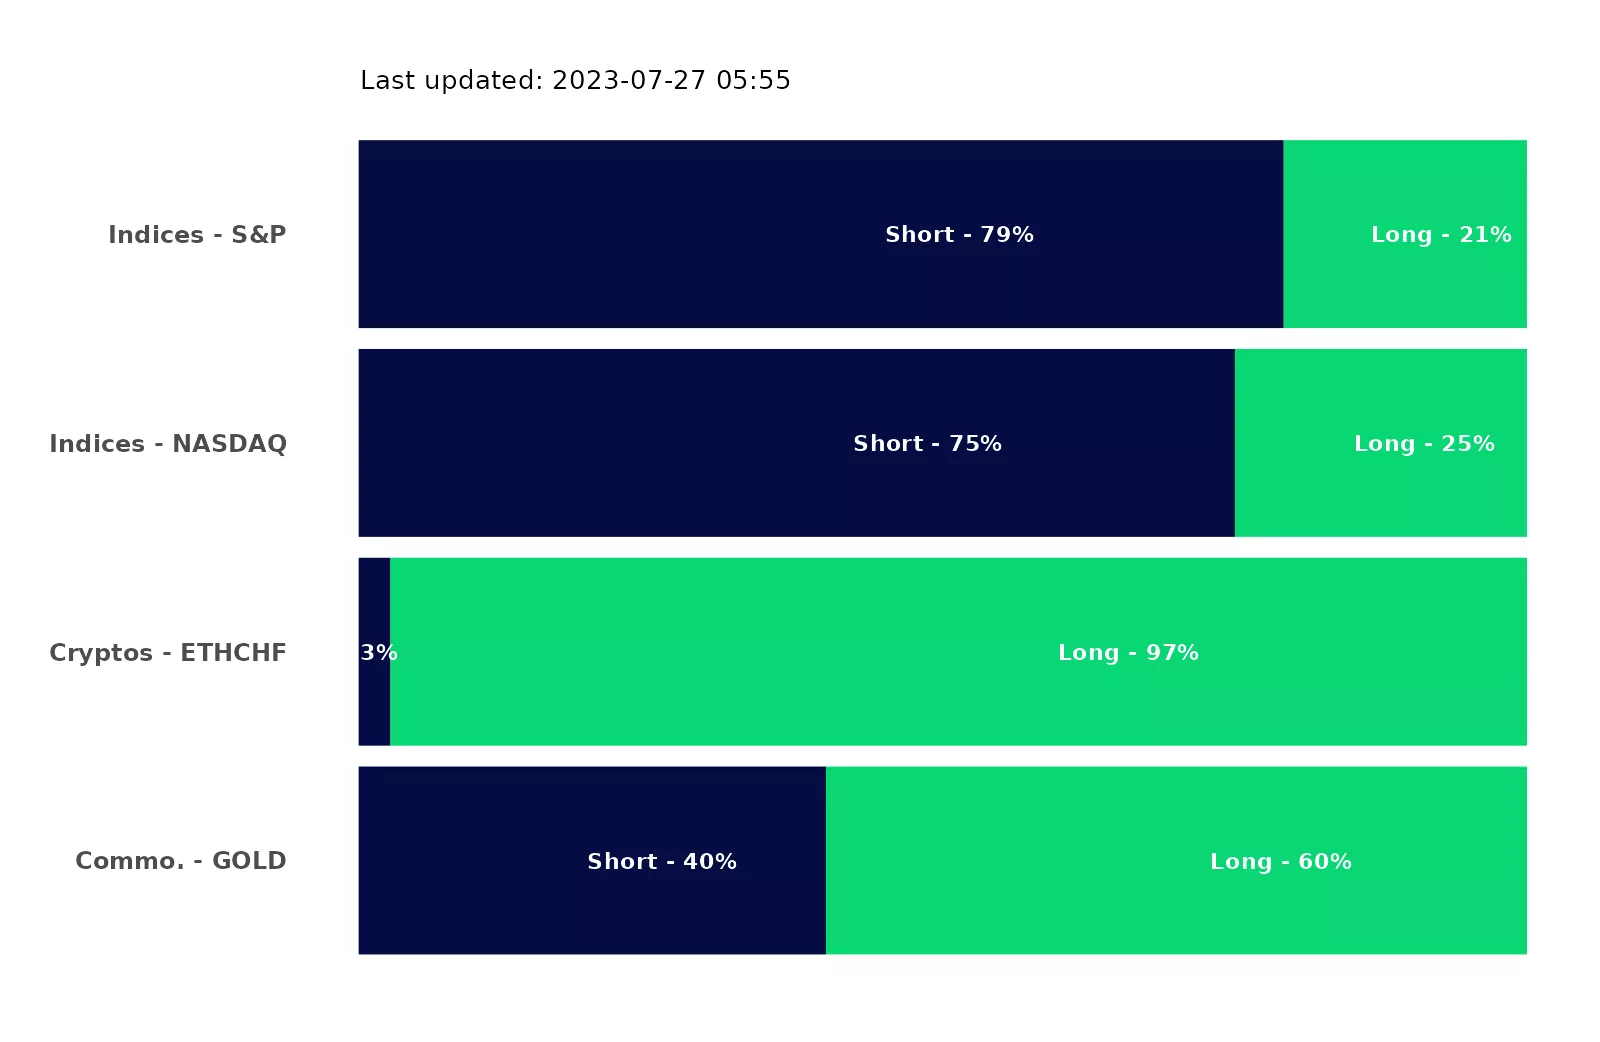 Last updated: 2023-07-27 05:55
Indices - S&P
Short - 79%
Long - 21%
Indices - NASDAQ
Short - 75%
Long - 25%
Cryptos - ETHCHF
3%
Long - 97%
Commo. - GOLD
Short - 40%
Long - 60%